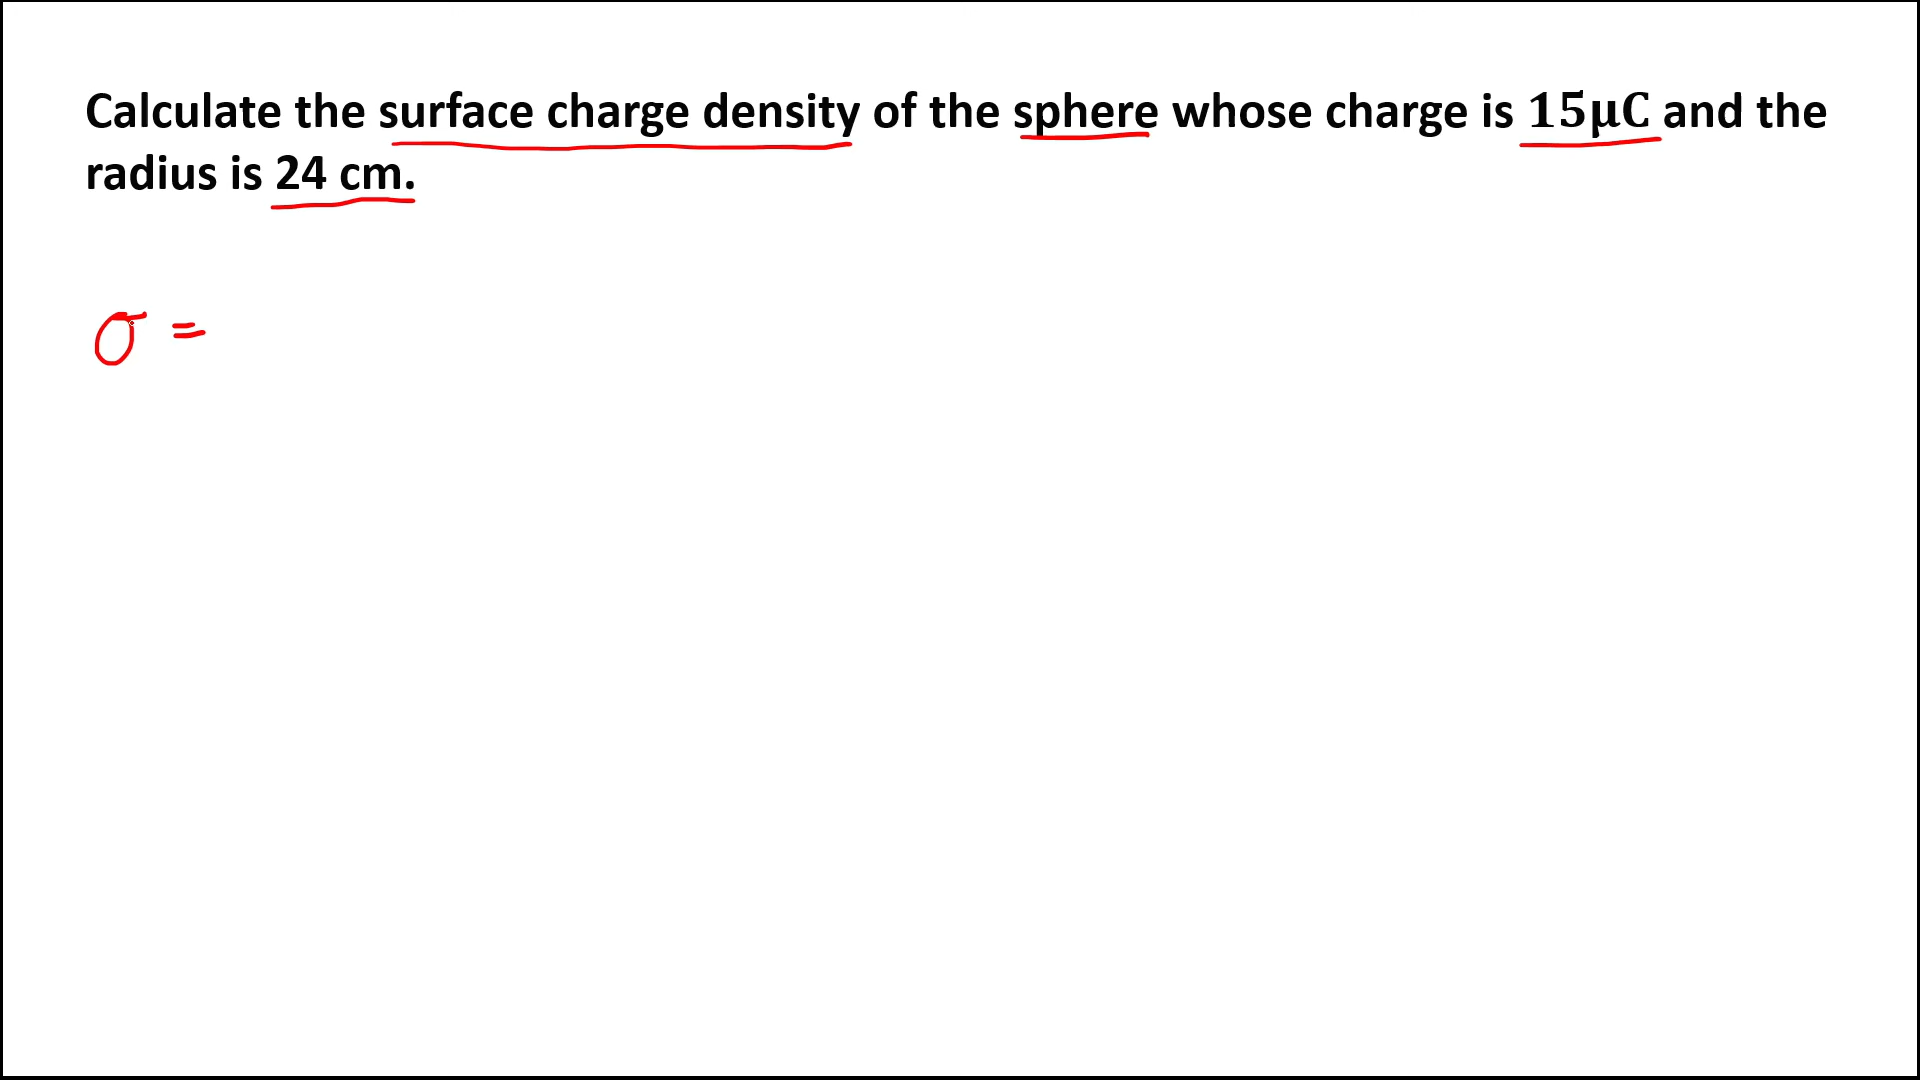 Calculate the surface charge density of the sphere whose charge is 15μC and the
radius is 24 cm.
σ =